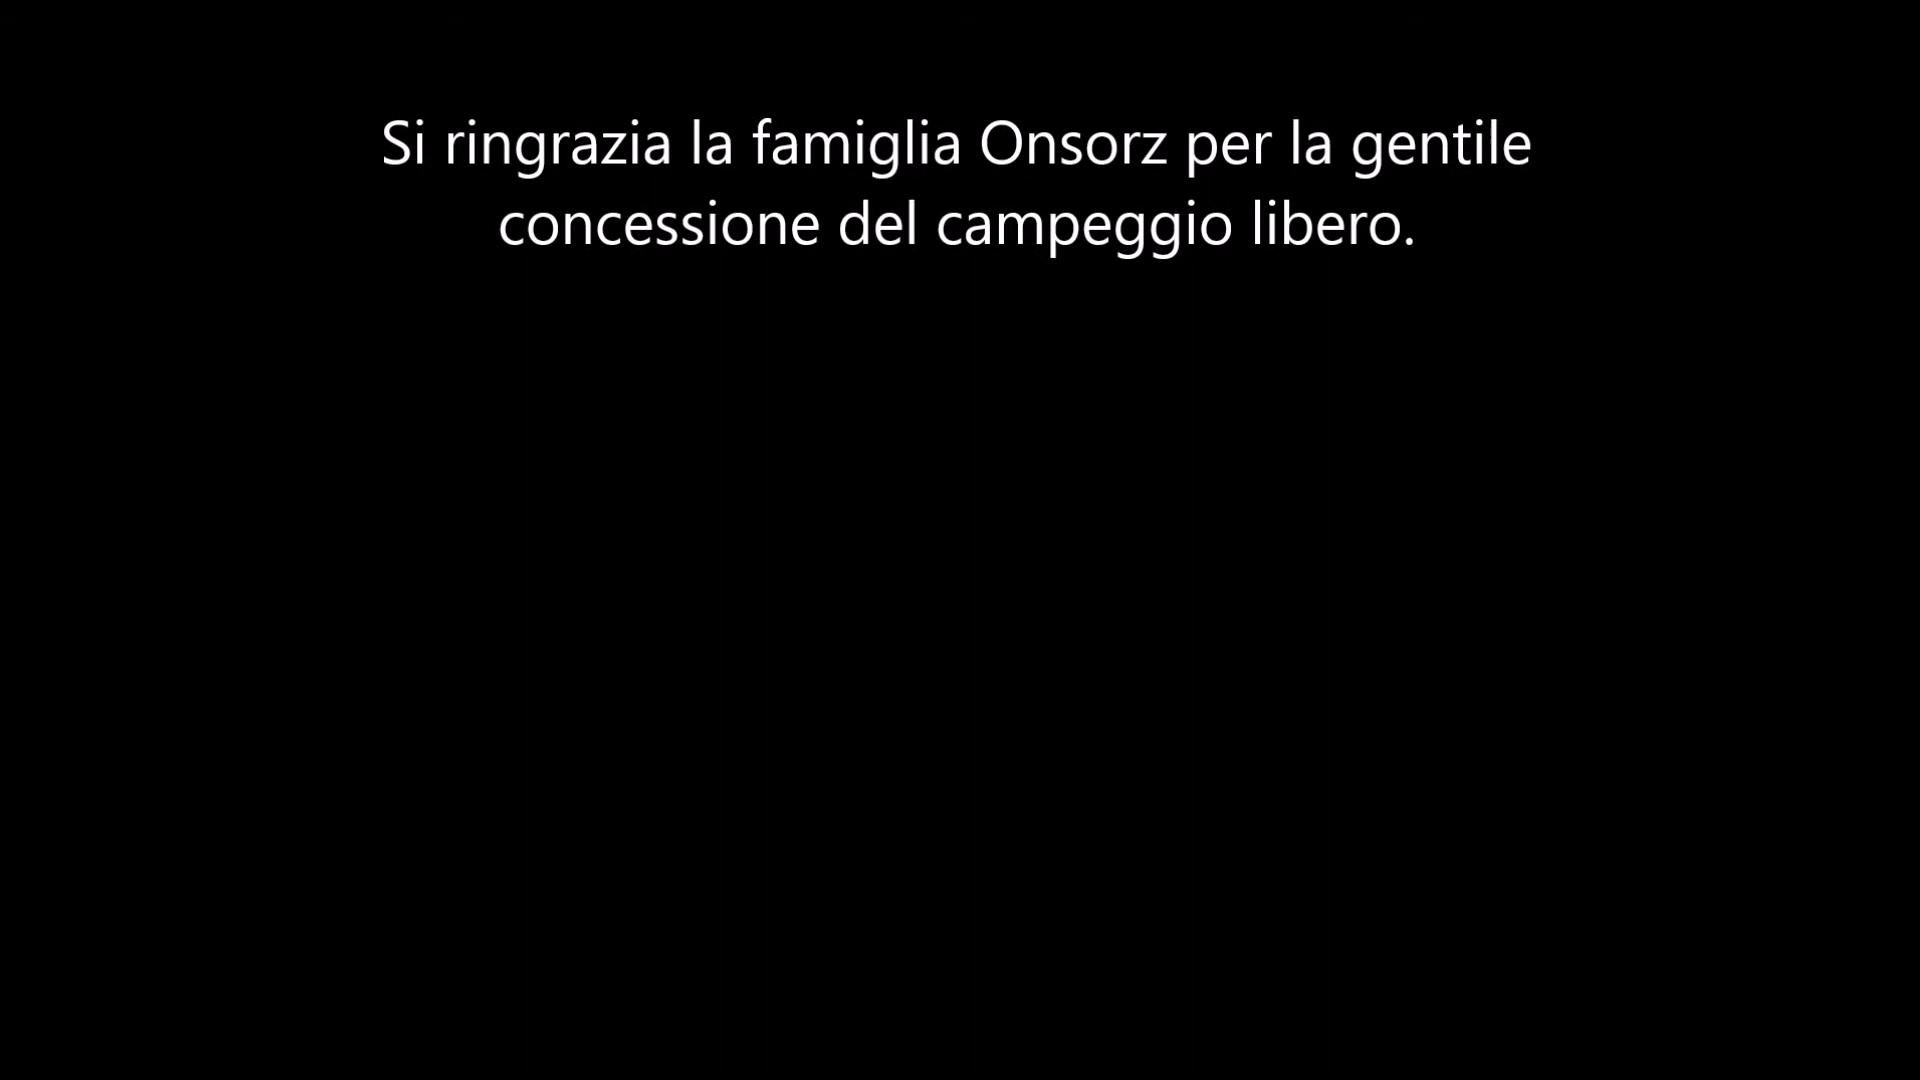 Si ringrazia la famiglia Onsorz per la gentile
concessione del campeggio libero.